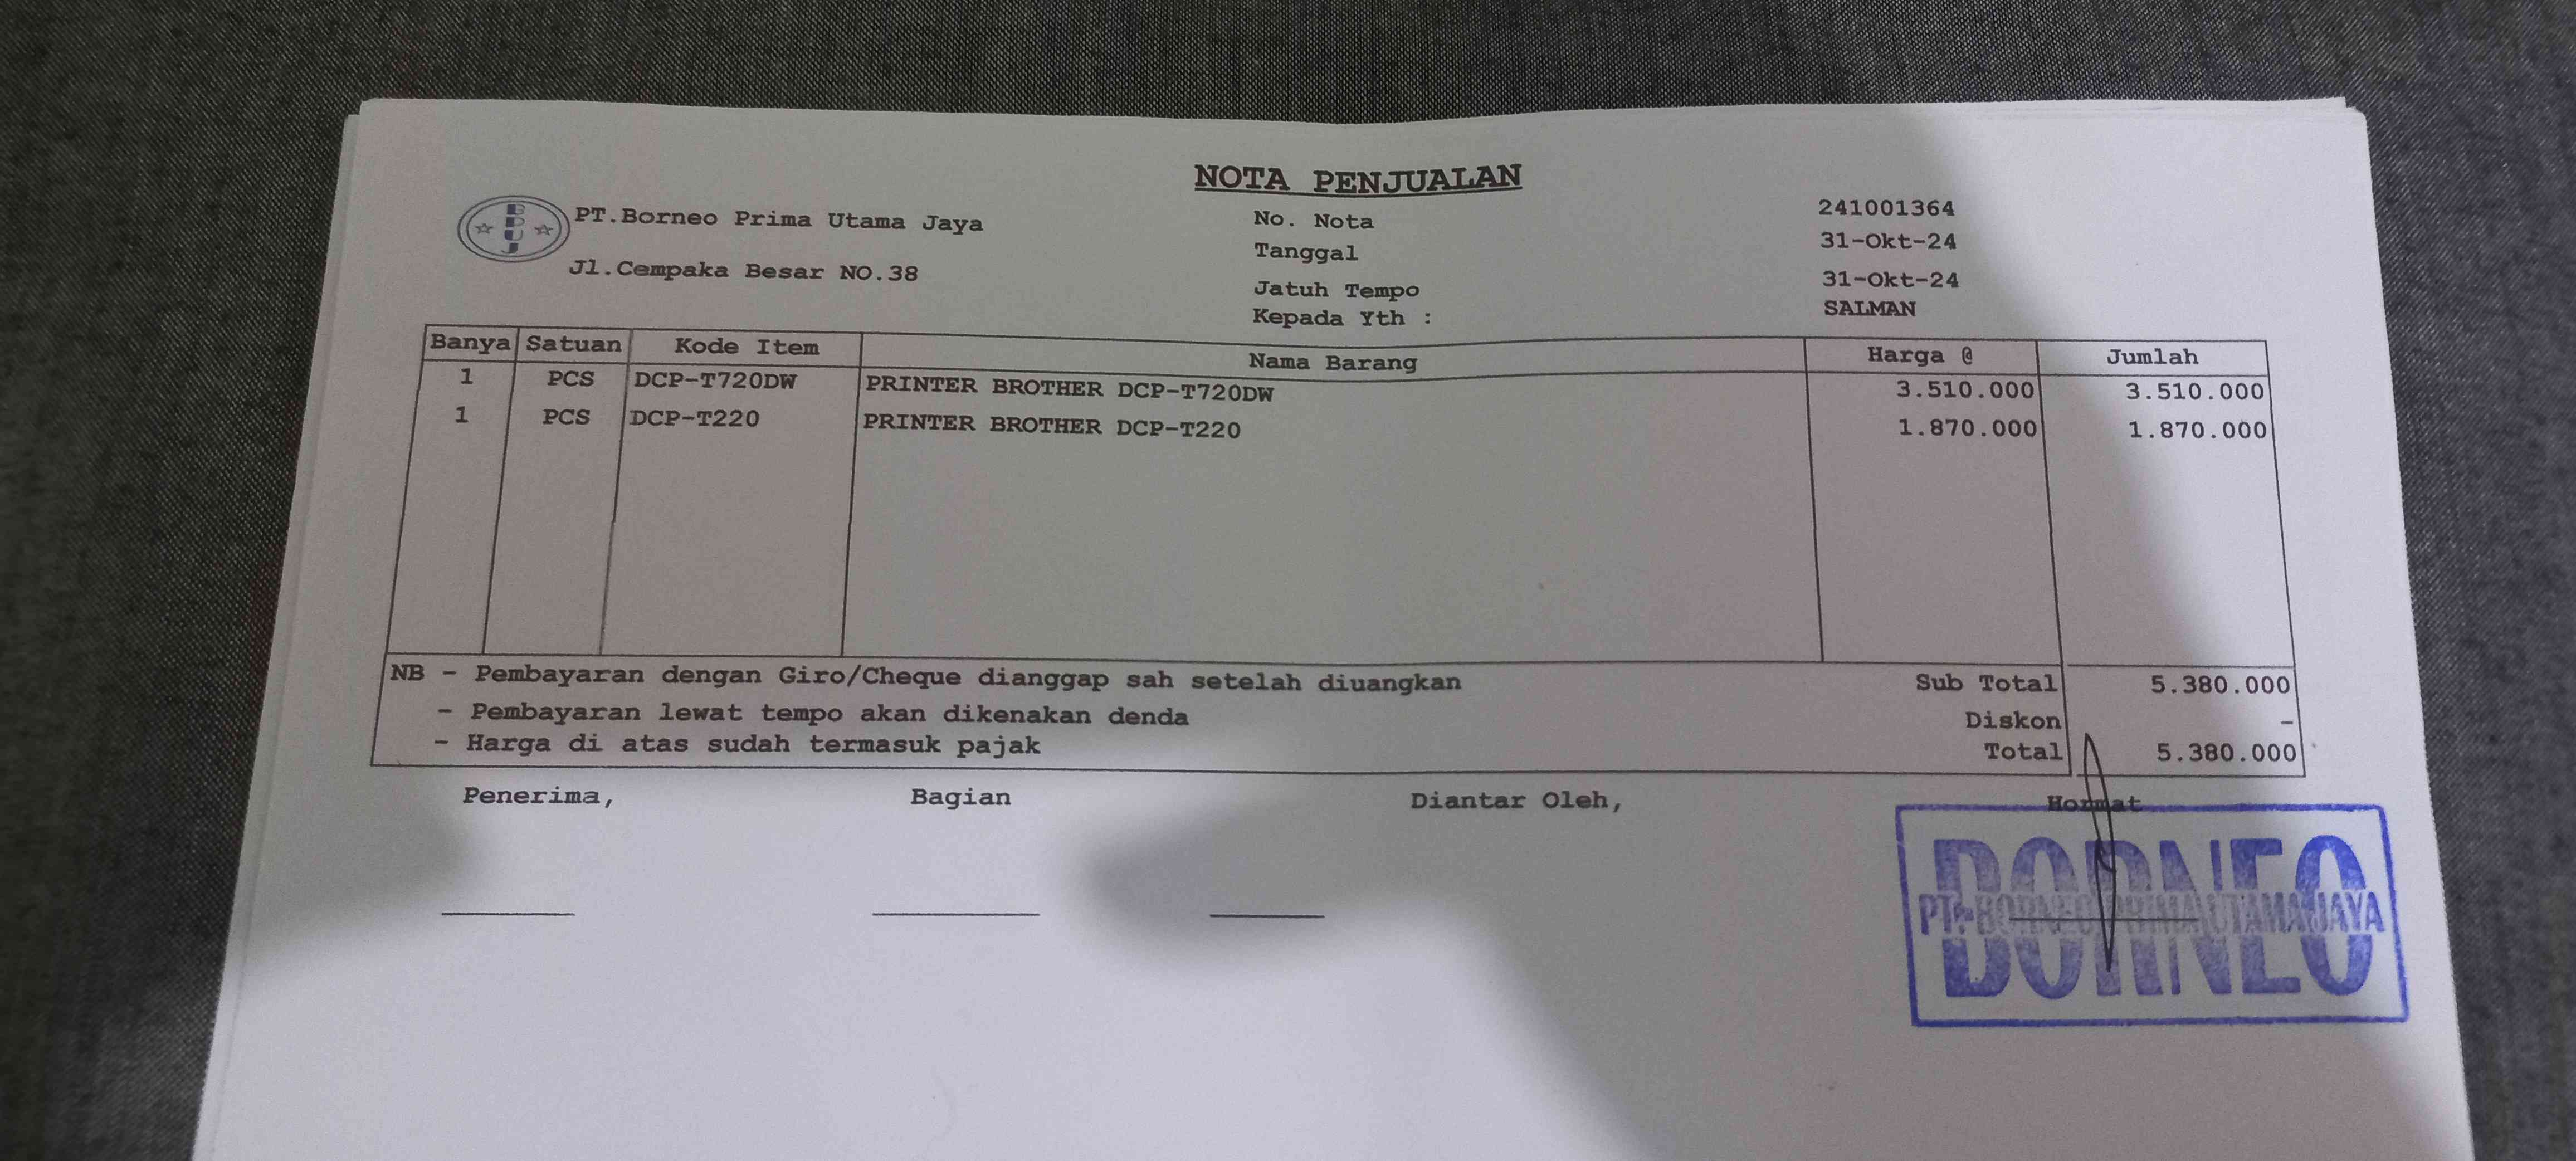 NOTA PENJUALAN
BPUJ
PT.Borneo Prima Utama Jaya
Jl.Cempaka Besar NO.38
No. Nota 241001364
Tanggal 31-Okt-24
Jatuh Tempo 31-Okt-24
Kepada Yth : SALMAN
Banya Satuan Kode Item Nama Barang Harga @ Jumlah
1 PCS DCP-T720DW PRINTER BROTHER DCP-T720DW 3.510.000 3.510.000
1 PCS DCP-T220 PRINTER BROTHER DCP-T220 1.870.000 1.870.000
NB - Pembayaran dengan Giro/Cheque dianggap sah setelah diuangkan Sub Total 5.380.000
- Pembayaran lewat tempo akan dikenakan denda Diskon -
- Harga di atas sudah termasuk pajak Total 5.380.000
Penerima, Bagian Diantar Oleh, Hormat
BORNEO
PT. BORNEO PRIMA UTAMA JAYA